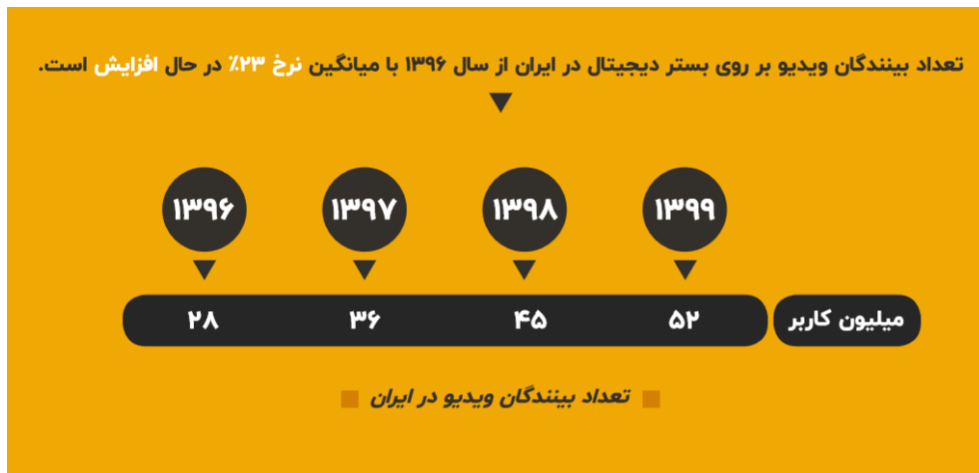 تعداد بینندگان ویدیو بر روی بستر دیجیتال در ایران از سال ۱۳۹۶ با میانگین نرخ ۲۳٪ در حال افزایش است.
۱۳۹۹ ۱۳۹۸ ۱۳۹۷ ۱۳۹۶
میلیون کاربر ۵۲ ۴۵ ۳۶ ۲۸
تعداد بینندگان ویدیو در ایران